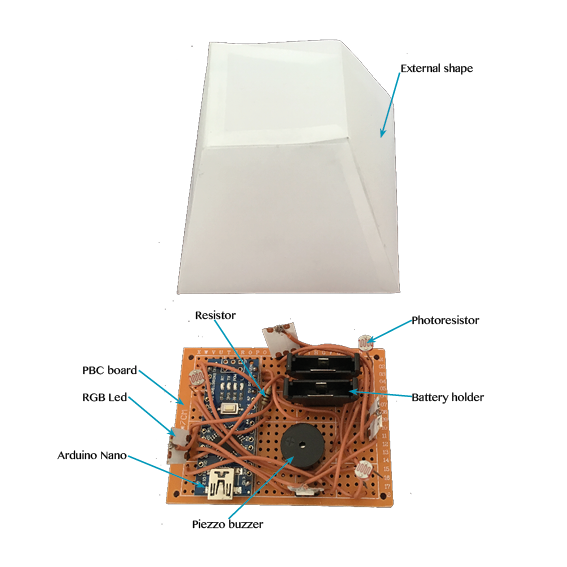 External shape
Resistor
Photoresistor
PBC board
RGB Led
Battery holder
Arduino Nano
Piezzo buzzer